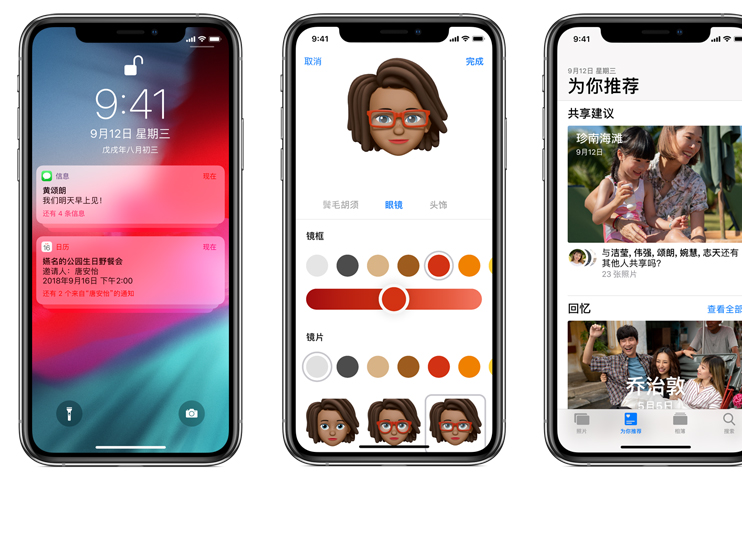 9:41
9月12日 星期三
戊戌年八月初三
信息
现在
黄颂朗
我们明天早上见！
还有 4 条信息
16
日历
现在
嬿名的公园生日野餐会
邀请人：唐安怡
2018年9月16日 下午2:00
还有 2 个来自“唐安怡”的通知
9:41
取消
完成
鬓毛胡须
眼镜
头饰
镜框
镜片
9:41
9月12日 星期三
为你推荐
共享建议
珍南海滩
9月12日
与洁莹, 伟强, 颂朗, 婉慧, 志天还有
其他人共享吗?
23 张照片
回忆
查看全部
乔治敦
5月5日
照片
为你推荐
相簿
搜索